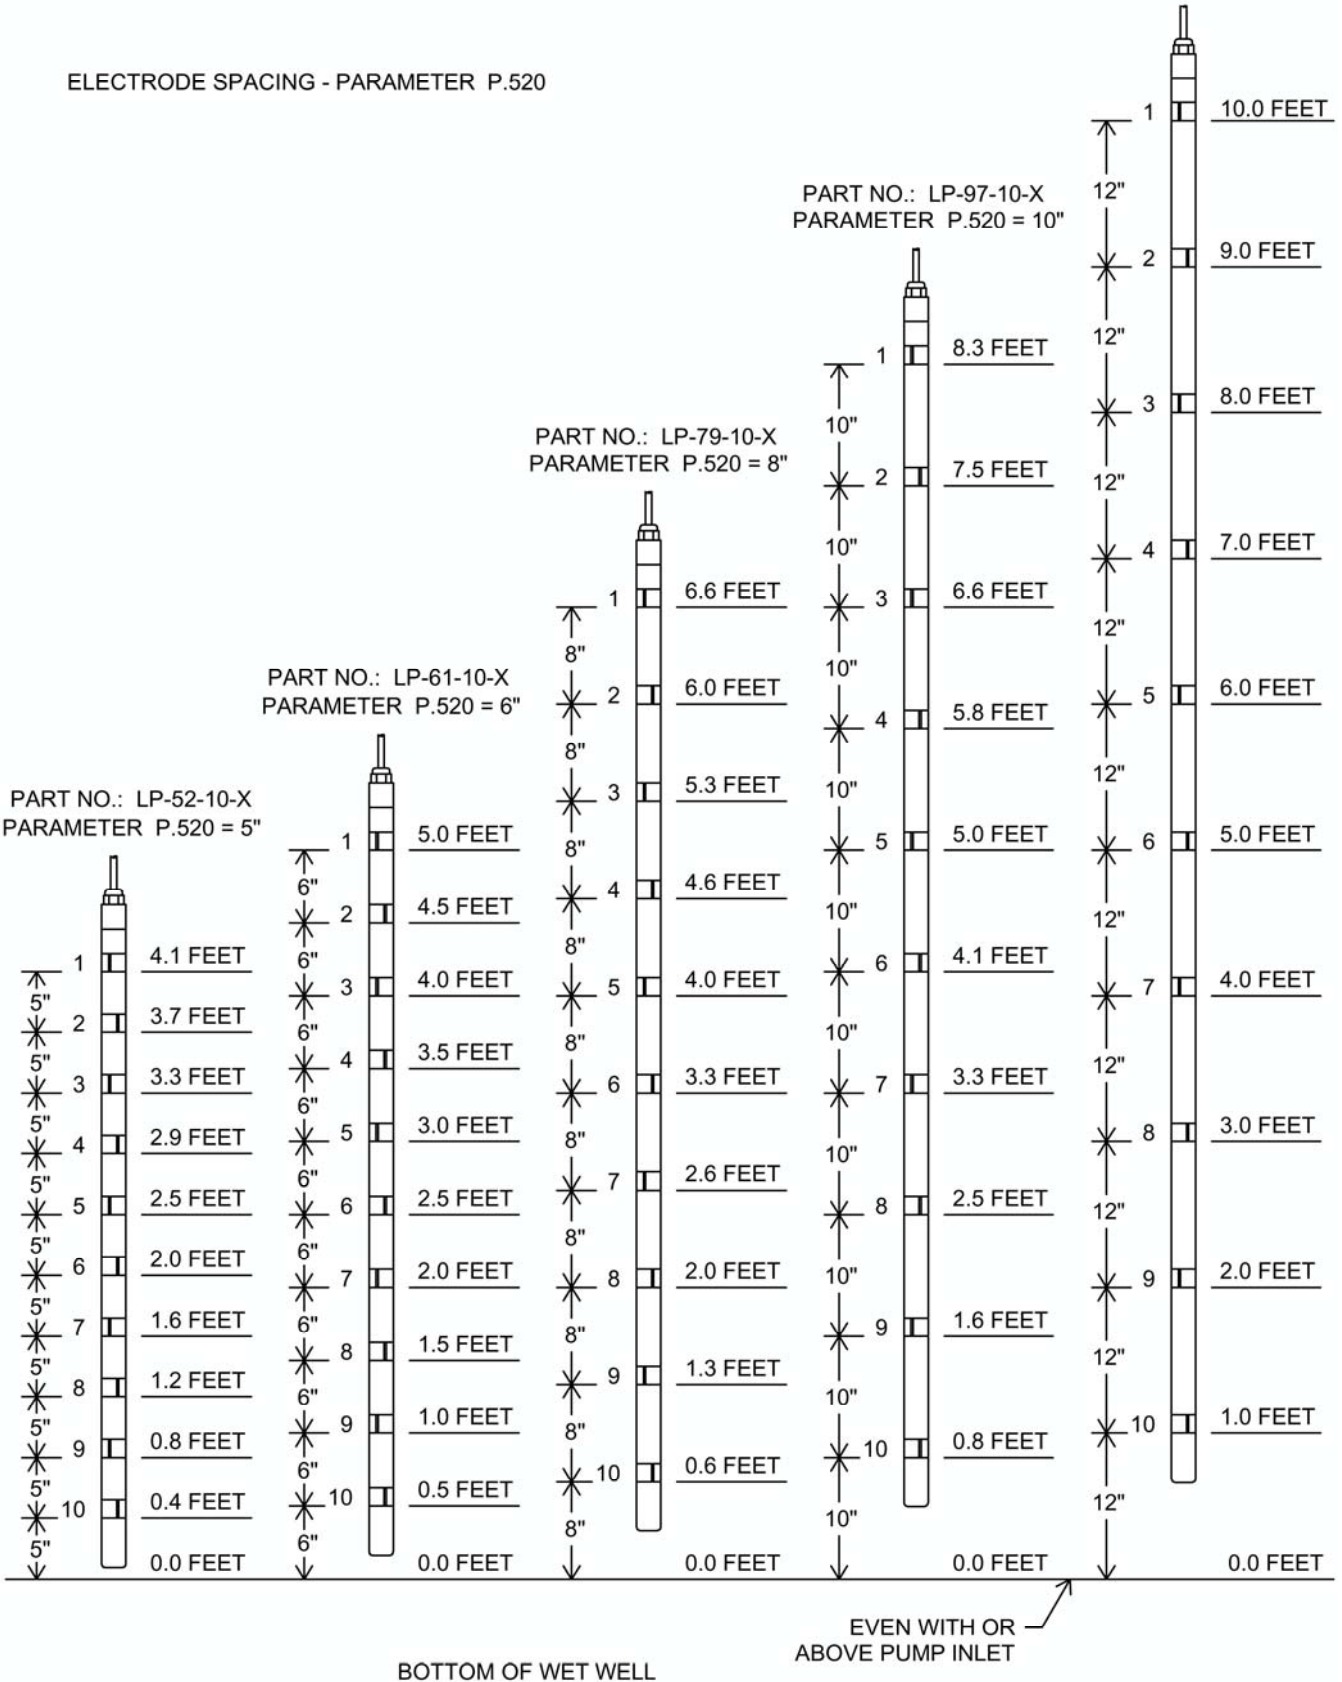 ELECTRODE SPACING - PARAMETER P.520
PART NO.: LP-52-10-X
PARAMETER P.520 = 5"
1 4.1 FEET
5"
2 3.7 FEET
5"
3 3.3 FEET
5"
4 2.9 FEET
5"
5 2.5 FEET
5"
6 2.0 FEET
5"
7 1.6 FEET
5"
8 1.2 FEET
5"
9 0.8 FEET
5"
10 0.4 FEET
5"
0.0 FEET
PART NO.: LP-61-10-X
PARAMETER P.520 = 6"
1 5.0 FEET
6"
2 4.5 FEET
6"
3 4.0 FEET
6"
4 3.5 FEET
6"
5 3.0 FEET
6"
6 2.5 FEET
6"
7 2.0 FEET
6"
8 1.5 FEET
6"
9 1.0 FEET
6"
10 0.5 FEET
6"
0.0 FEET
PART NO.: LP-79-10-X
PARAMETER P.520 = 8"
1 6.6 FEET
8"
2 6.0 FEET
8"
3 5.3 FEET
8"
4 4.6 FEET
8"
5 4.0 FEET
8"
6 3.3 FEET
8"
7 2.6 FEET
8"
8 2.0 FEET
8"
9 1.3 FEET
8"
10 0.6 FEET
8"
0.0 FEET
PART NO.: LP-97-10-X
PARAMETER P.520 = 10"
1 8.3 FEET
10"
2 7.5 FEET
10"
3 6.6 FEET
10"
4 5.8 FEET
10"
5 5.0 FEET
10"
6 4.1 FEET
10"
7 3.3 FEET
10"
8 2.5 FEET
10"
9 1.6 FEET
10"
10 0.8 FEET
10"
0.0 FEET
1 10.0 FEET
12"
2 9.0 FEET
12"
3 8.0 FEET
12"
4 7.0 FEET
12"
5 6.0 FEET
12"
6 5.0 FEET
12"
7 4.0 FEET
12"
8 3.0 FEET
12"
9 2.0 FEET
12"
10 1.0 FEET
12"
0.0 FEET
EVEN WITH OR
ABOVE PUMP INLET
BOTTOM OF WET WELL